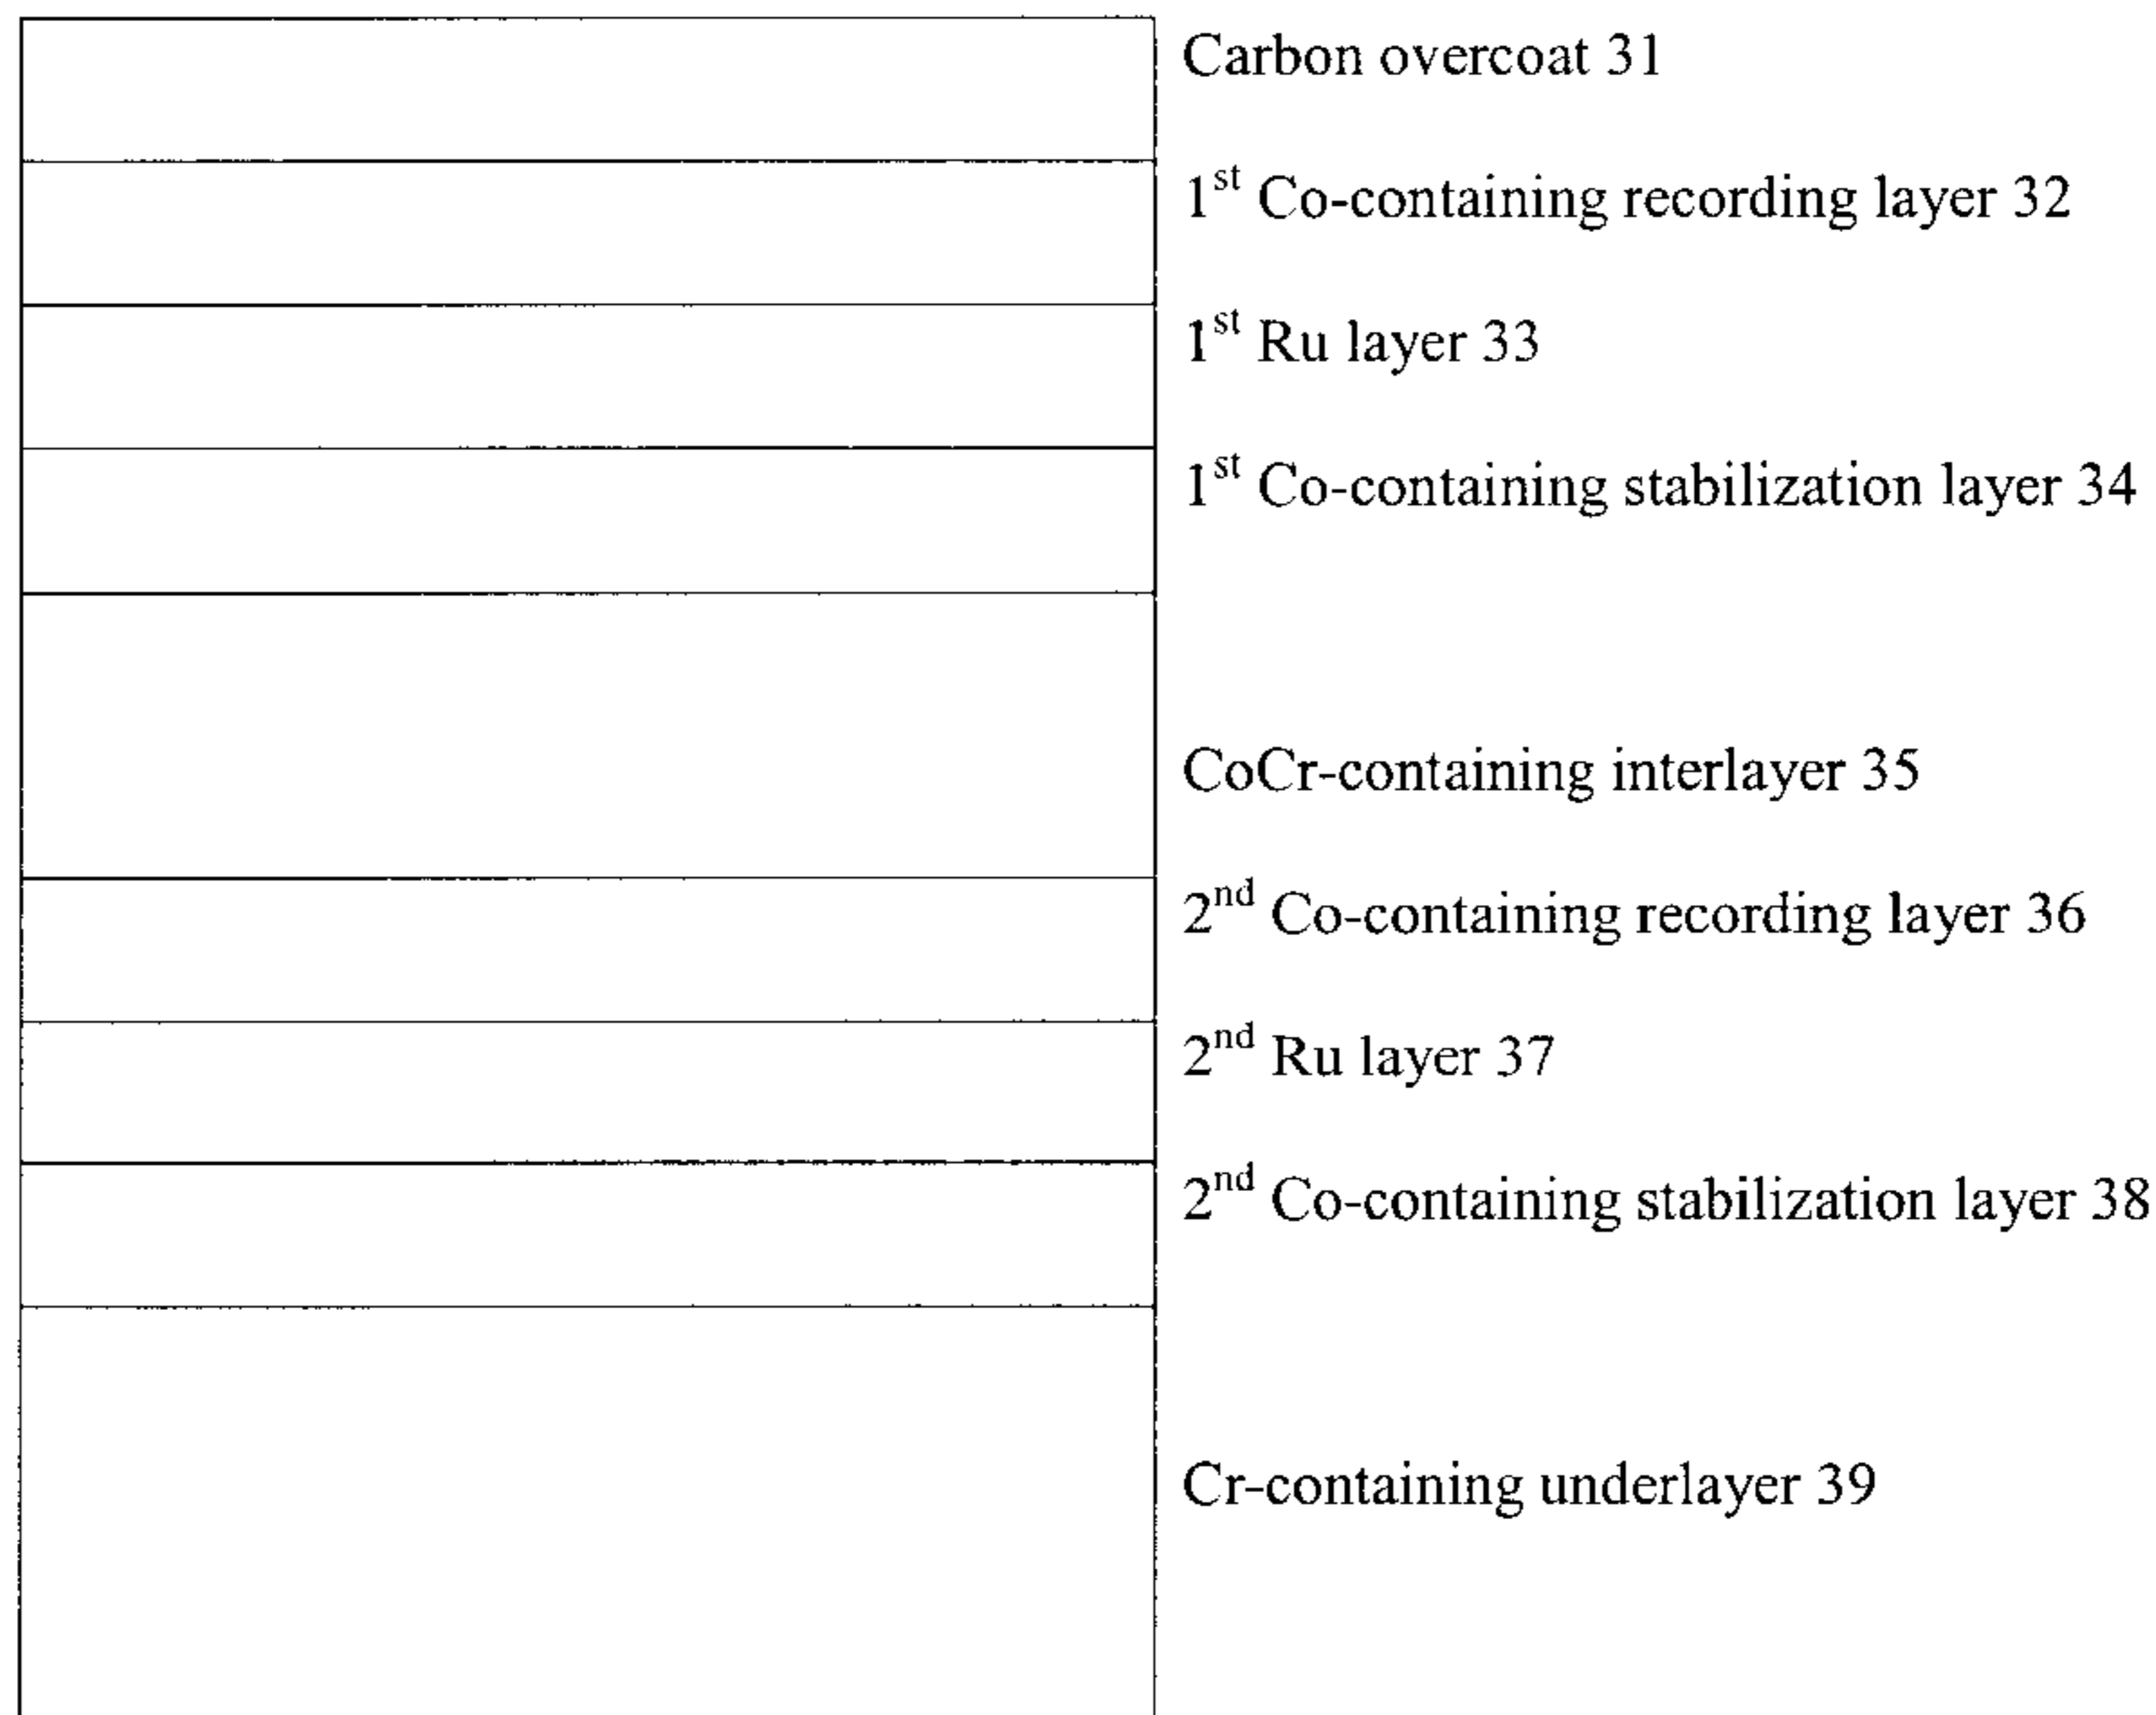 Carbon overcoat 31
1st Co-containing recording layer 32
1st Ru layer 33
1st Co-containing stabilization layer 34
CoCr-containing interlayer 35
2nd Co-containing recording layer 36
2nd Ru layer 37
2nd Co-containing stabilization layer 38
Cr-containing underlayer 39